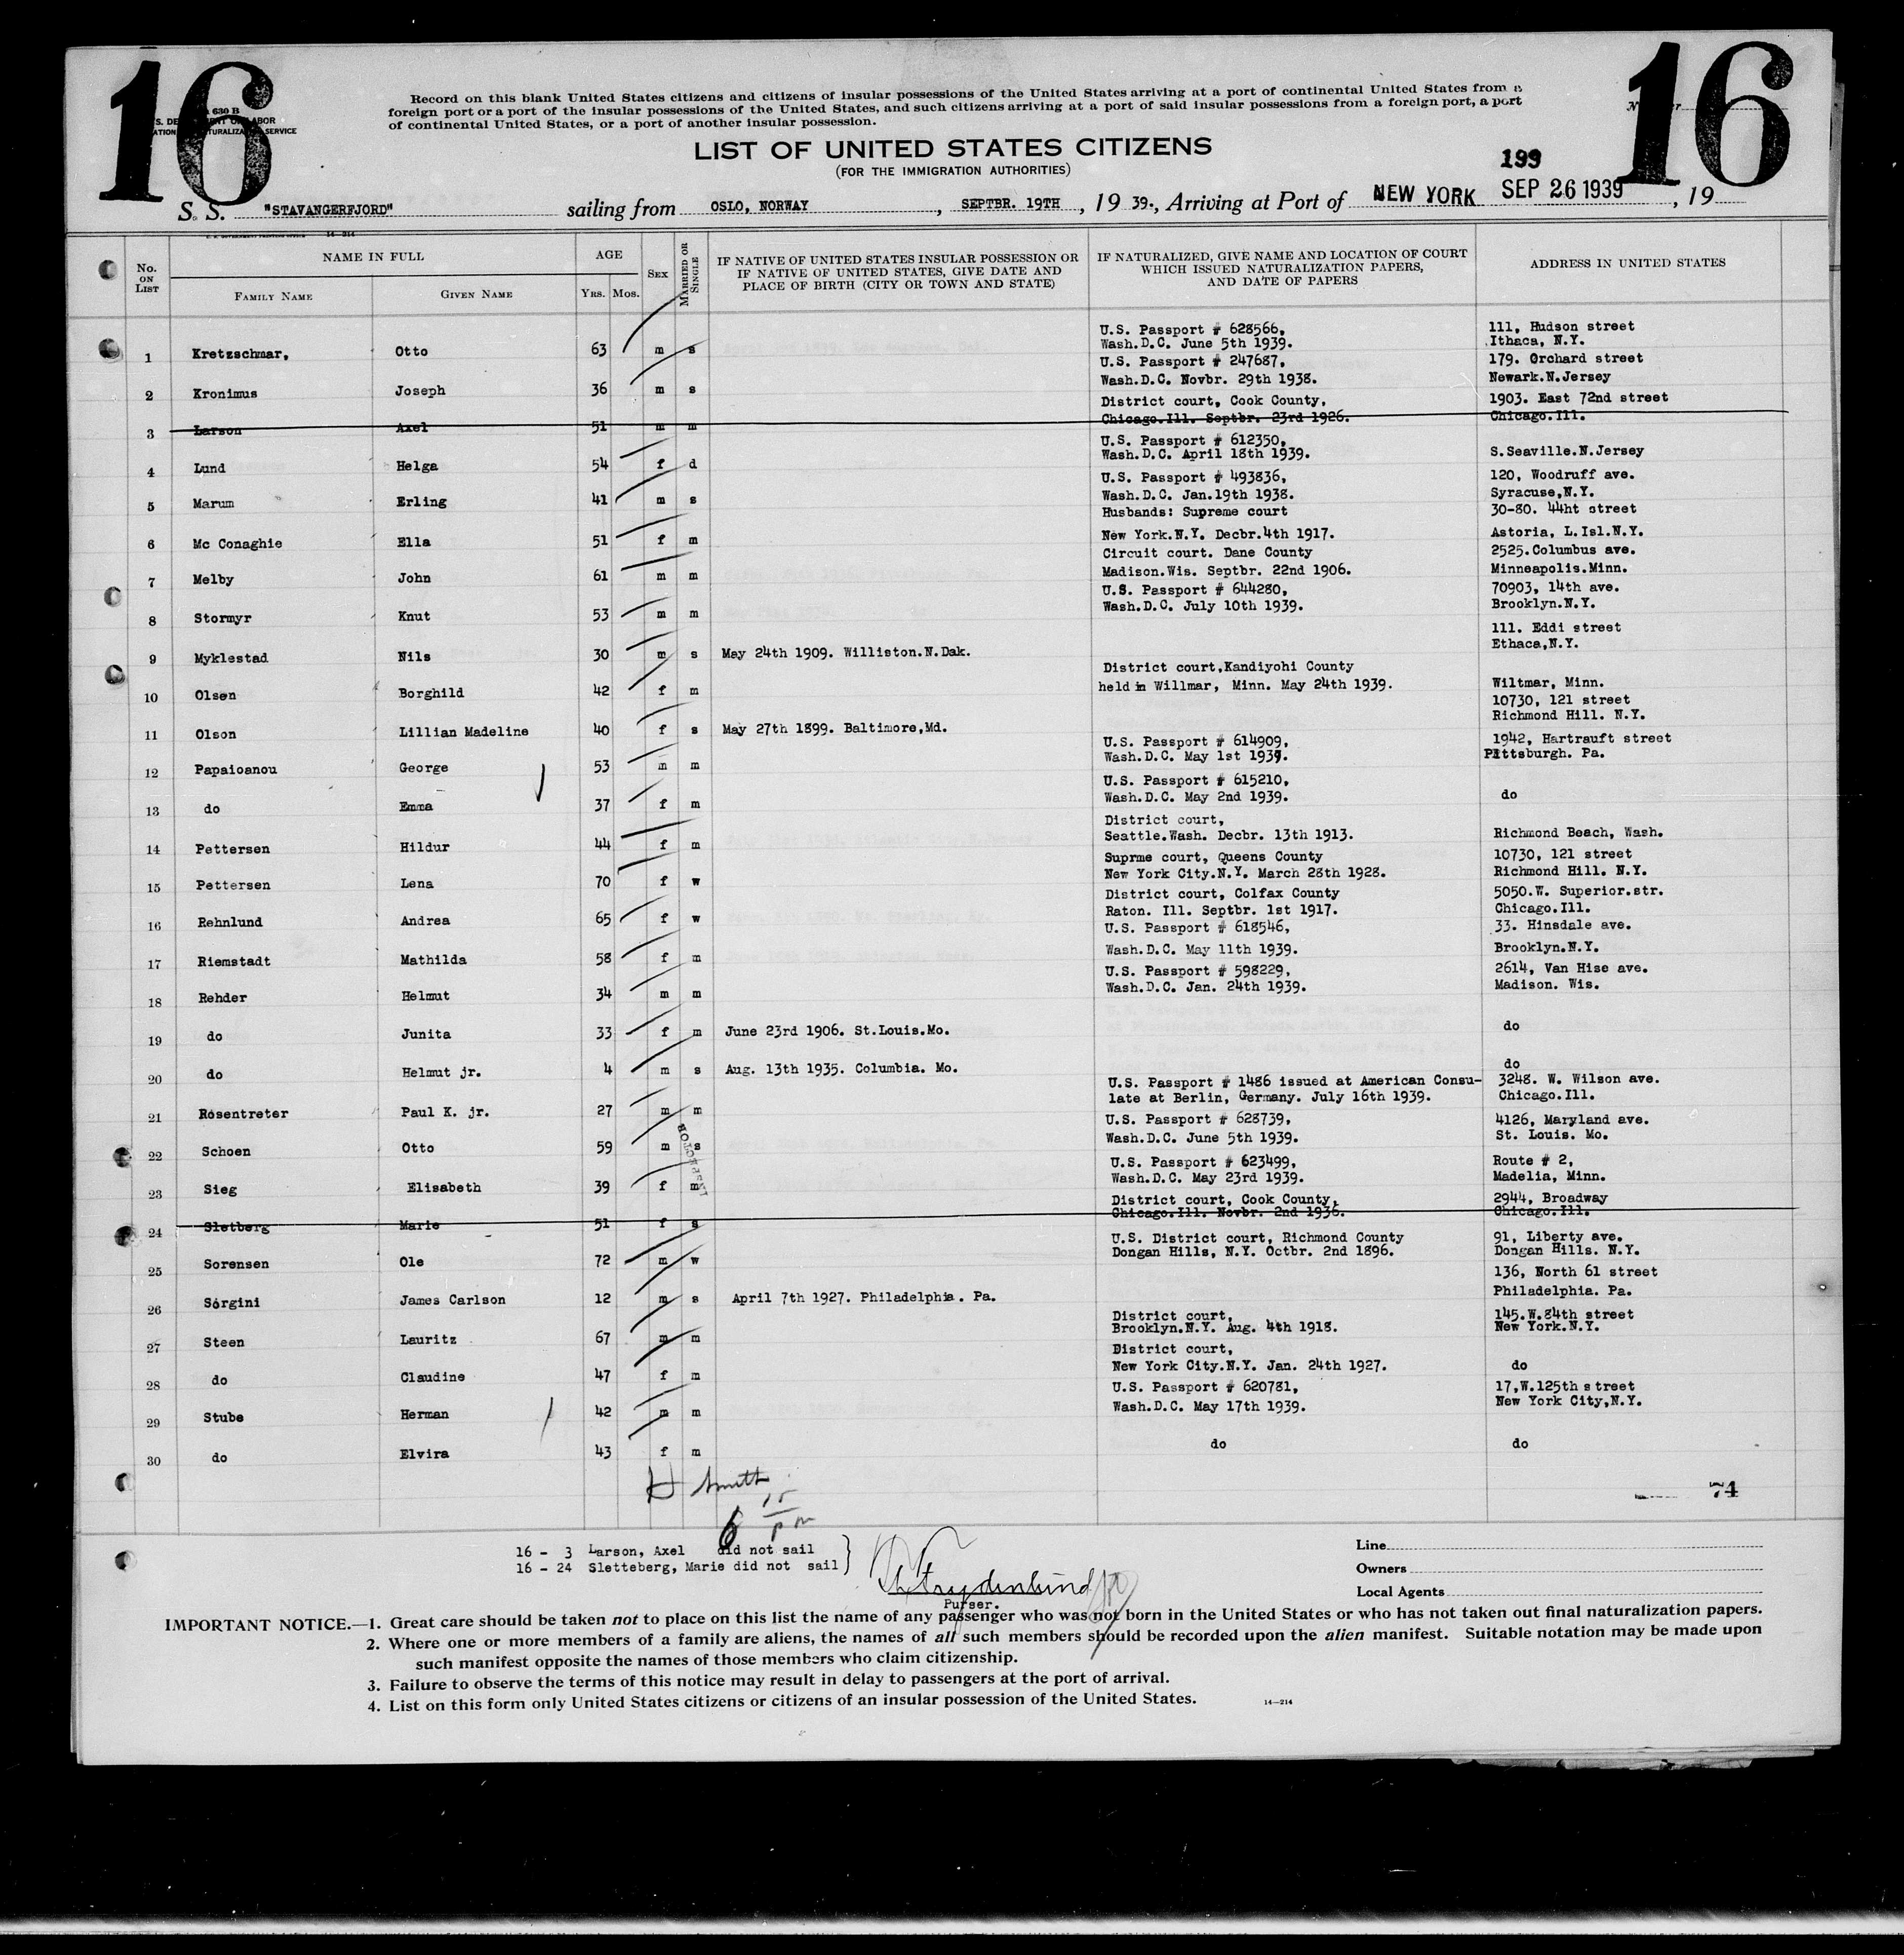 16
16
630 B
Record on this blank United States citizens and citizens of insular possessions of the United States arriving at a port of continental United States from a
foreign port or a port of the insular possessions of the United States, and such citizens arriving at a port of said insular possessions from a foreign port, a port
of continental United States, or a port of another insular possession.
LIST OF UNITED STATES CITIZENS
(FOR THE IMMIGRATION AUTHORITIES)
199
S. S. "STAVANGERFJORD" sailing from OSLO, NORWAY, SEPTBR. 19TH, 19 39., Arriving at Port of NEW YORK SEP 26 1939, 19
14—214
No. ON LIST
NAME IN FULL
FAMILY NAME GIVEN NAME
AGE
YRS. MOS.
SEX
MARRIED OR SINGLE
IF NATIVE OF UNITED STATES INSULAR POSSESSION OR
IF NATIVE OF UNITED STATES, GIVE DATE AND
PLACE OF BIRTH (CITY OR TOWN AND STATE)
IF NATURALIZED, GIVE NAME AND LOCATION OF COURT
WHICH ISSUED NATURALIZATION PAPERS,
AND DATE OF PAPERS
ADDRESS IN UNITED STATES
U.S. Passport # 628566, 111, Hudson street
Wash.D.C. June 5th 1939. Ithaca, N.Y.
1 Kretzschmar, Otto 63 m s
U.S. Passport # 247687, 179. Orchard street
Wash.D.C. Novbr. 29th 1938. Newark.N.Jersey
2 Kronimus Joseph 36 m s
District court, Cook County, 1903. East 72nd street
Chicago.Ill. Septbr. 23rd 1926. Chicago.Ill.
3 Larson Axel 51 m m
U.S. Passport # 612350,
Wash.D.C. April 18th 1939. S.Seaville.N.Jersey
4 Lund Helga 54 f d
U.S. Passport # 493836, 120, Woodruff ave.
Wash.D.C. Jan.19th 1938. Syracuse,N.Y.
5 Marum Erling 41 m s
Husbands: Supreme court 30-80. 44ht street
New York.N.Y. Decbr.4th 1917. Astoria, L.Isl.N.Y.
6 Mc Conaghie Ella 51 f m
Circuit court. Dane County 2525.Columbus ave.
Madison.Wis. Septbr. 22nd 1906. Minneapolis.Minn.
7 Melby John 61 m m
U.S. Passport # 644280, 70903, 14th ave.
Wash.D.C. July 10th 1939. Brooklyn.N.Y.
8 Stormyr Knut 53 m m
111. Eddi street
Ethaca,N.Y.
9 Myklestad Nils 30 m s May 24th 1909. Williston.N.Dak.
District court,Kandiyohi County
held in Willmar, Minn. May 24th 1939. Wiltmar, Minn.
10 Olsen Borghild 42 f m
10730, 121 street
Richmond Hill. N.Y.
11 Olson Lillian Madeline 40 f s May 27th 1899. Baltimore,Md.
U.S. Passport # 614909, 1942, Hartrauft street
Wash.D.C. May 1st 1939. Pittsburgh. Pa.
12 Papaioanou George 53 m m
U.S. Passport # 615210,
Wash.D.C. May 2nd 1939. do
13 do Emma 37 f m
District court,
Seattle.Wash. Decbr. 13th 1913. Richmond Beach, Wash.
14 Pettersen Hildur 44 f m
Suprme court, Queens County 10730, 121 street
New York City.N.Y. March 28th 1928. Richmond Hill. N.Y.
15 Pettersen Lena 70 f w
District court, Colfax County 5050.W. Superior.str.
Raton. Ill. Septbr. 1st 1917. Chicago.Ill.
16 Rehnlund Andrea 65 f w
U.S. Passport # 618546, 33. Hinsdale ave.
Wash.D.C. May 11th 1939. Brooklyn.N.Y.
17 Riemstadt Mathilda 58 f m
U.S. Passport # 598229, 2614, Van Hise ave.
Wash.D.C. Jan. 24th 1939. Madison. Wis.
18 Rehder Helmut 34 m m
19 do Junita 33 f m June 23rd 1906. St.Louis.Mo. do
20 do Helmut jr. 4 m s Aug. 13th 1935. Columbia. Mo. do
U.S. Passport # 1486 issued at American Consu- 3248. W. Wilson ave.
late at Berlin, Germany. July 16th 1939. Chicago.Ill.
21 Rosentreter Paul K. jr. 27 m m
U.S. Passport # 628739, 4126, Maryland ave.
Wash.D.C. June 5th 1939. St. Louis. Mo.
22 Schoen Otto 59 m s
INSPECTOR
U.S. Passport # 623499, Route # 2,
Wash.D.C. May 23rd 1939. Madelia, Minn.
23 Sieg Elisabeth 39 f m
District court, Cook County, 2944, Broadway
Chicago.Ill. Novbr. 2nd 1936. Chicago.Ill.
24 Sletberg Marie 51 f s
U.S. District court, Richmond County 91, Liberty ave.
Dongan Hills, N.Y. Octbr. 2nd 1896. Dongan Hills. N.Y.
25 Sorensen Ole 72 m w
136, North 61 street
Philadelphia. Pa.
26 Sorgini James Carlson 12 m s April 7th 1927. Philadelphia. Pa.
District court, 145.W.84th street
Brooklyn.N.Y. Aug. 4th 1918. New York.N.Y.
27 Steen Lauritz 67 m m
District court,
New York City.N.Y. Jan. 24th 1927. do
28 do Claudine 47 f m
U.S. Passport # 620781, 17,W.125th street
Wash.D.C. May 17th 1939. New York City,N.Y.
29 Stube Herman 42 m m
30 do Elvira 43 f m do do
H Smith
6 15 pm
74
16 - 3 Larson, Axel did not sail
16 - 24 Sletteberg, Marie did not sail
Purser.
Line
Owners
Local Agents
IMPORTANT NOTICE.—1. Great care should be taken not to place on this list the name of any passenger who was not born in the United States or who has not taken out final naturalization papers.
2. Where one or more members of a family are aliens, the names of all such members should be recorded upon the alien manifest. Suitable notation may be made upon
such manifest opposite the names of those members who claim citizenship.
3. Failure to observe the terms of this notice may result in delay to passengers at the port of arrival.
4. List on this form only United States citizens or citizens of an insular possession of the United States.
14—214